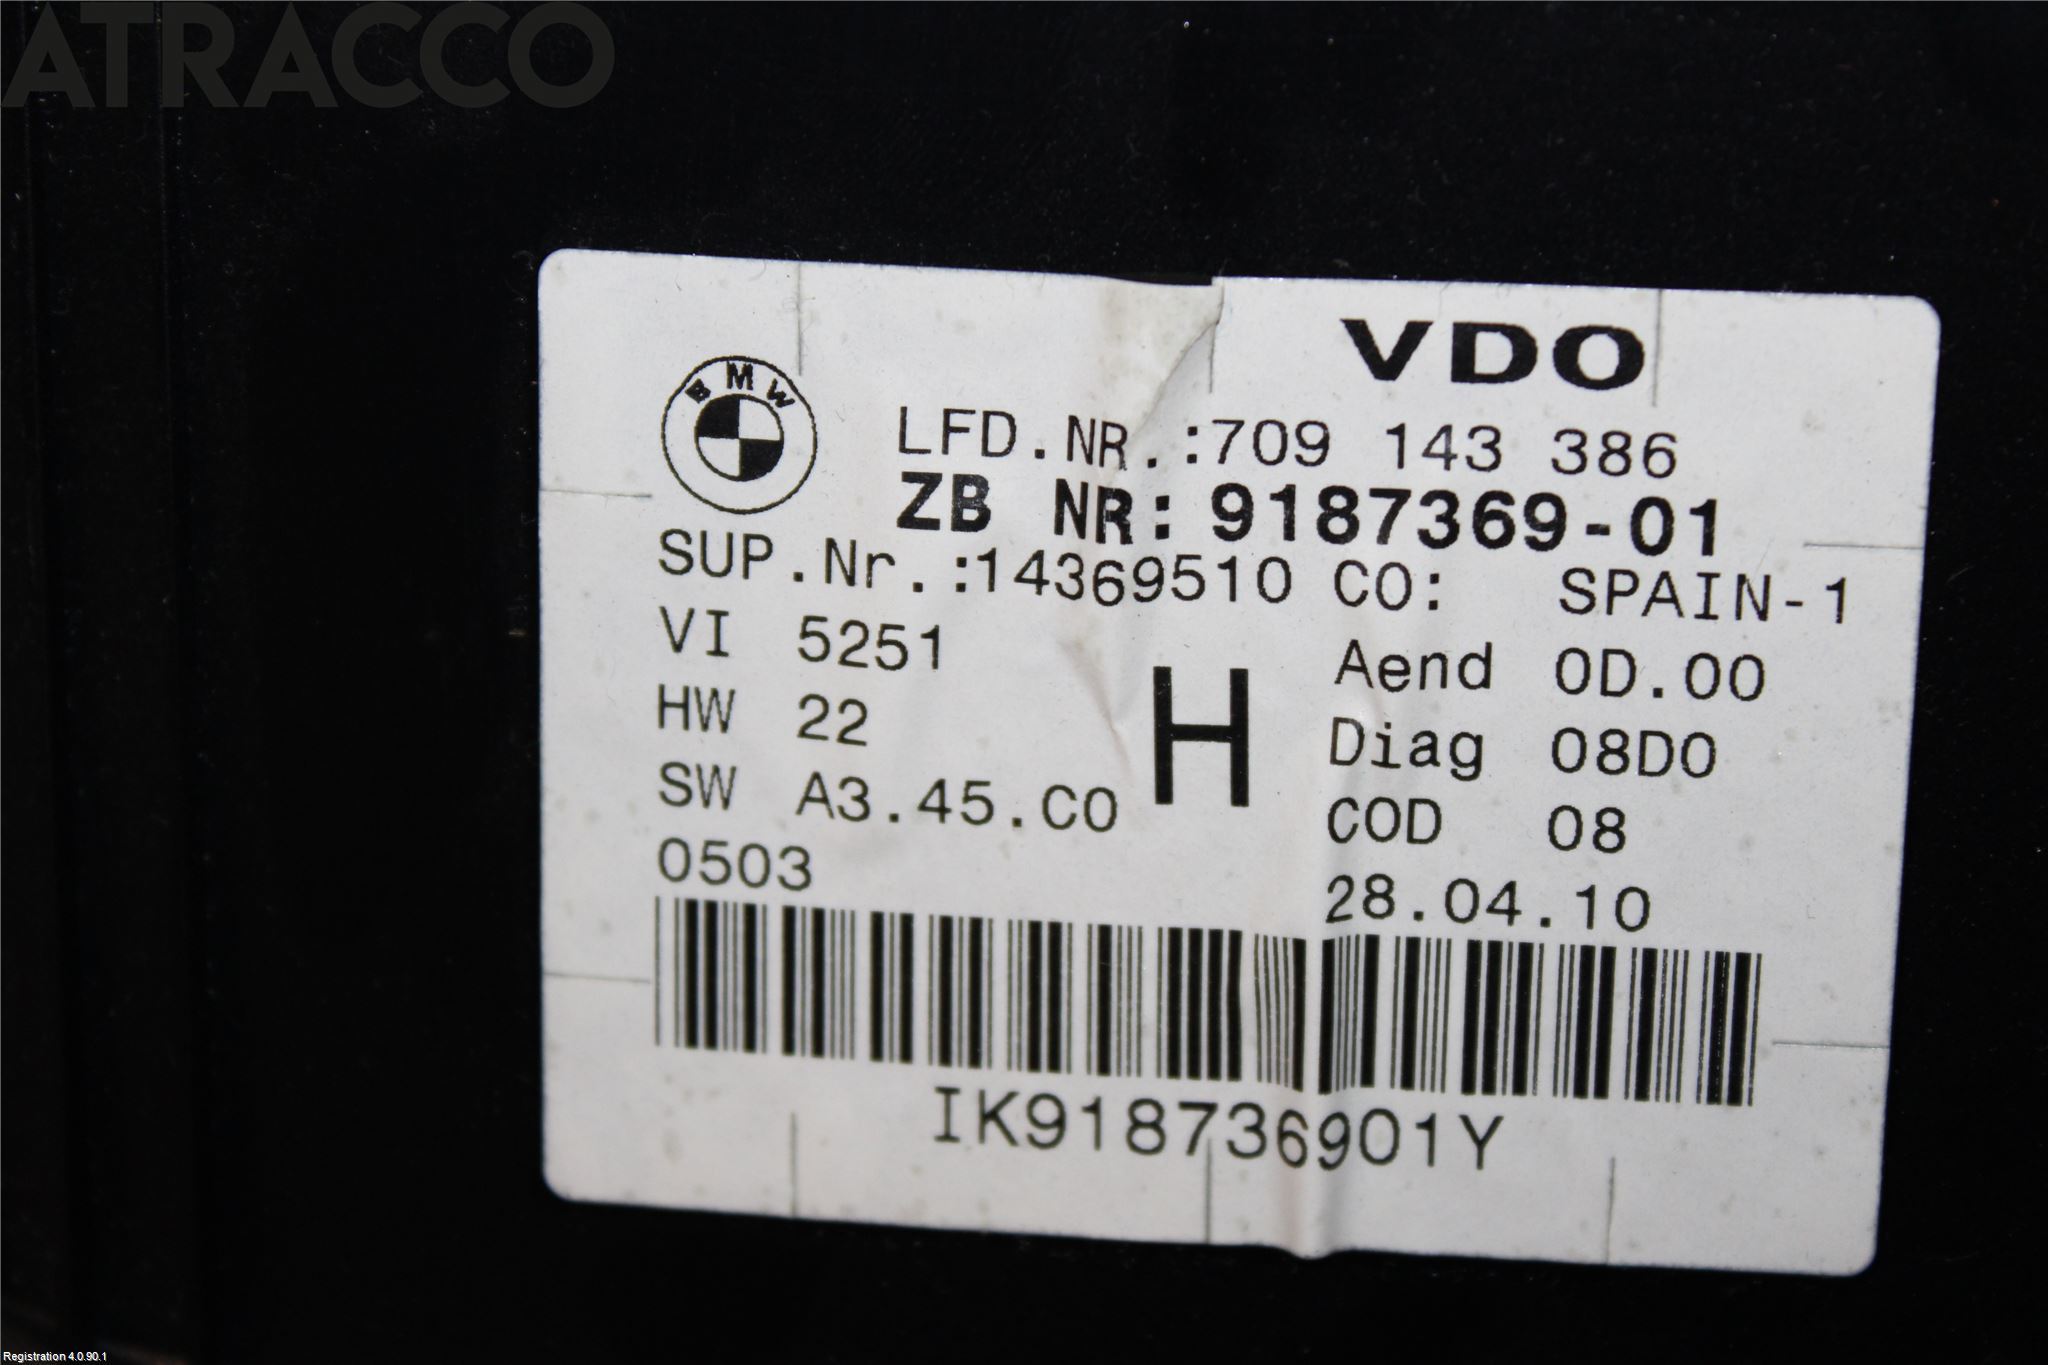 ATRACCO
VDO
BMW
LFD.NR.:709 143 386
ZB NR: 9187369-01
SUP.Nr.:14369510 CO: SPAIN-1
VI 5251 Aend 0D.00
HW 22 H Diag 08D0
SW A3.45.C0 COD 08
0503 28.04.10
IK918736901Y
Registration 4.0.90.1